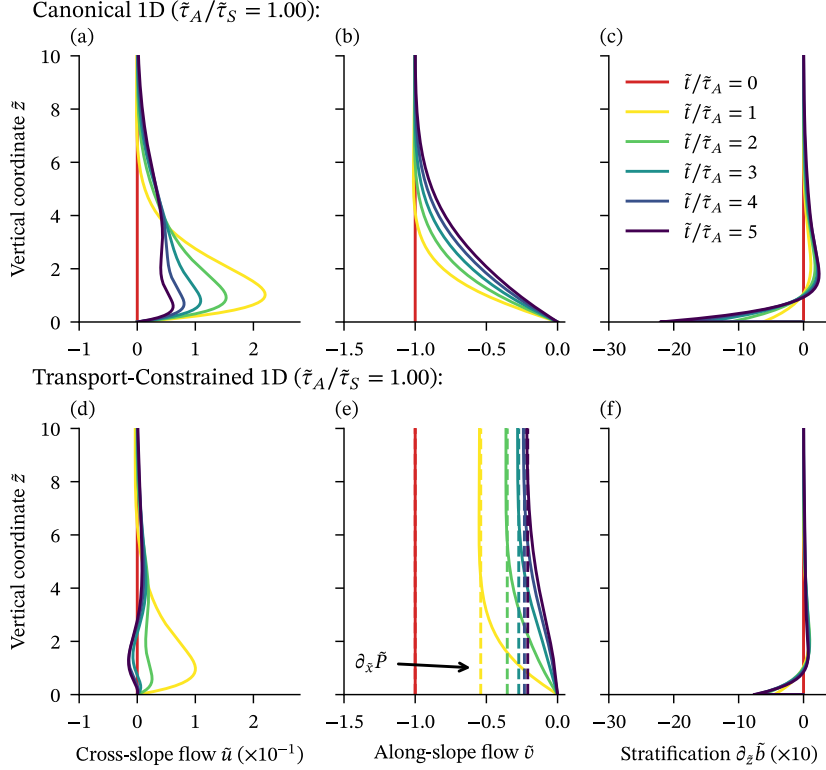 Canonical 1D (τ̃_A/τ̃_S = 1.00):
(a) (b) (c)
Vertical coordinate z̃
10
8
6
4
2
0
−1 0 1 2
−1.5 −1.0 −0.5 0.0
−30 −20 −10 0
t̃/τ̃_A = 0
t̃/τ̃_A = 1
t̃/τ̃_A = 2
t̃/τ̃_A = 3
t̃/τ̃_A = 4
t̃/τ̃_A = 5
Transport-Constrained 1D (τ̃_A/τ̃_S = 1.00):
(d) (e) (f)
Vertical coordinate z̃
10
8
6
4
2
0
∂_x̃ P̃
−1 0 1 2
−1.5 −1.0 −0.5 0.0
−30 −20 −10 0
Cross-slope flow ũ (×10⁻¹)
Along-slope flow ṽ
Stratification ∂_z̃ b̃ (×10)